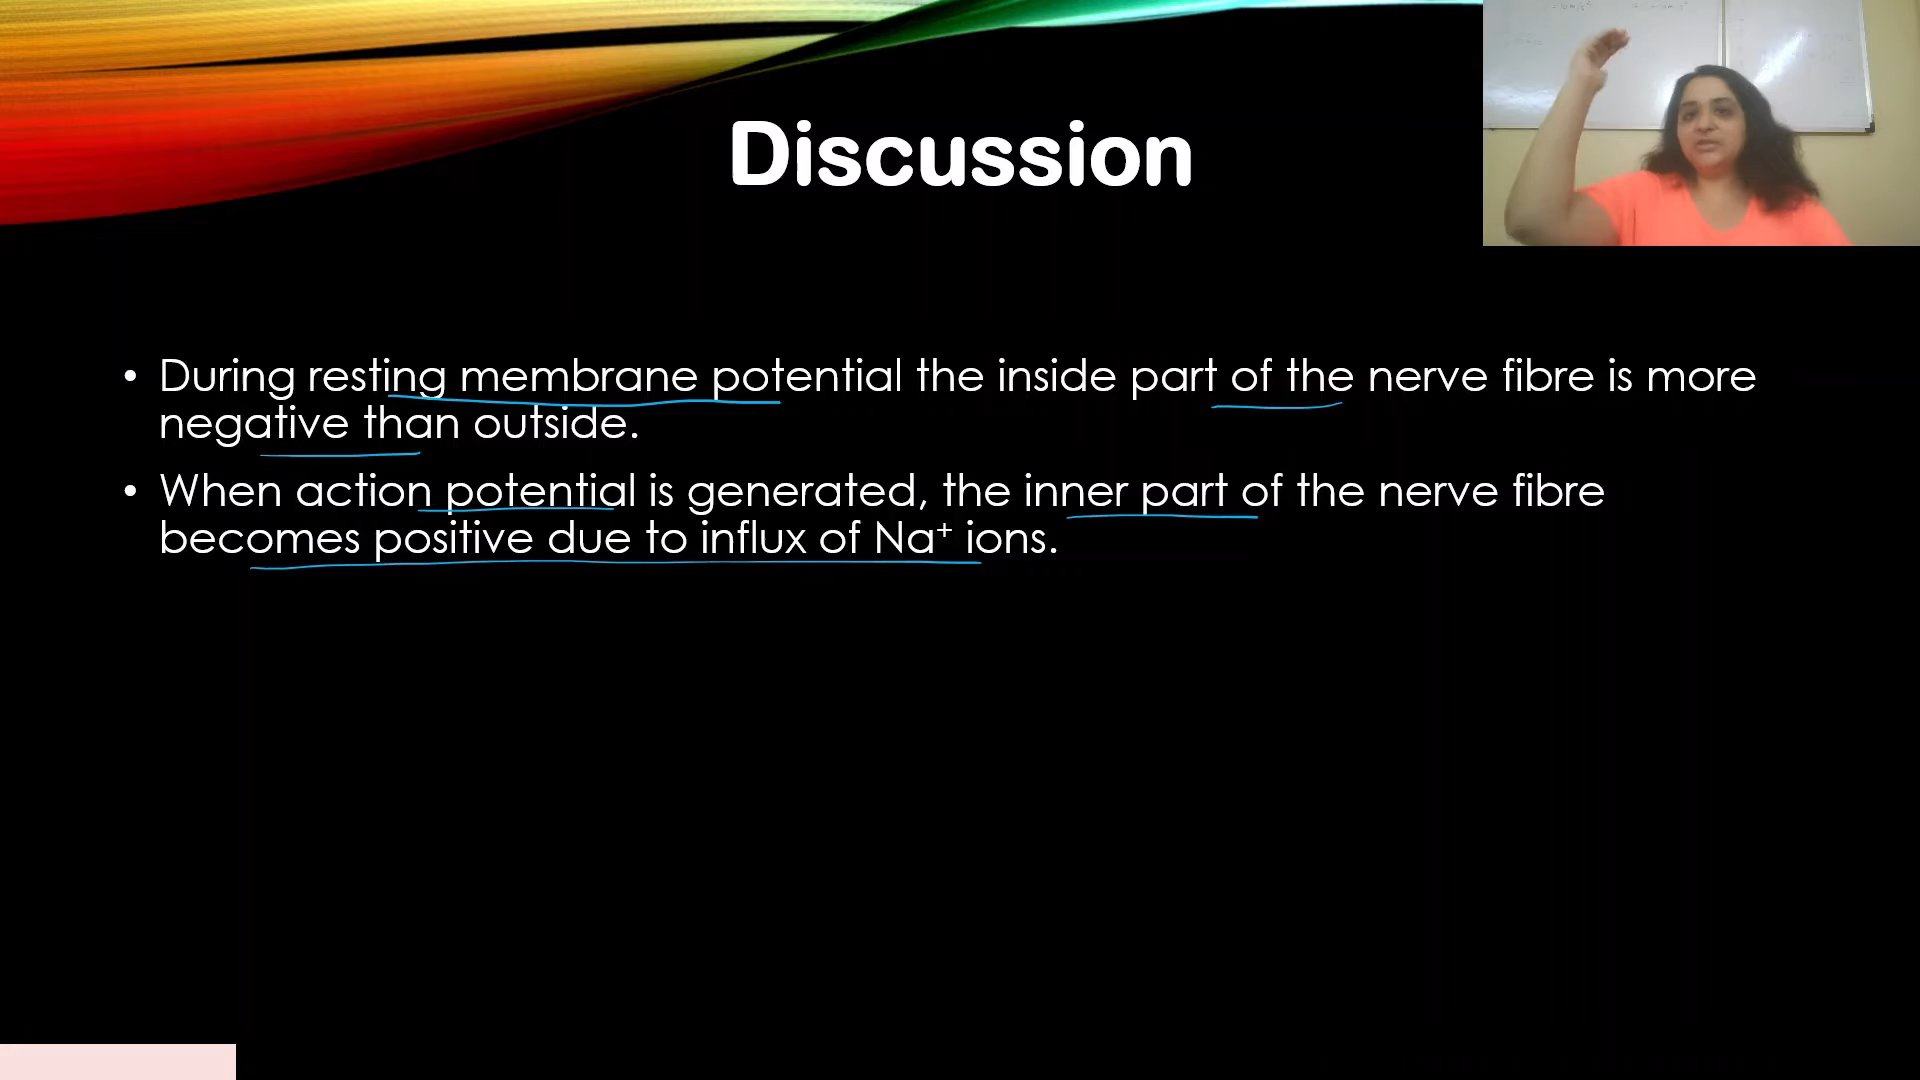 Discussion
• During resting membrane potential the inside part of the nerve fibre is more
negative than outside.
• When action potential is generated, the inner part of the nerve fibre
becomes positive due to influx of Na⁺ ions.